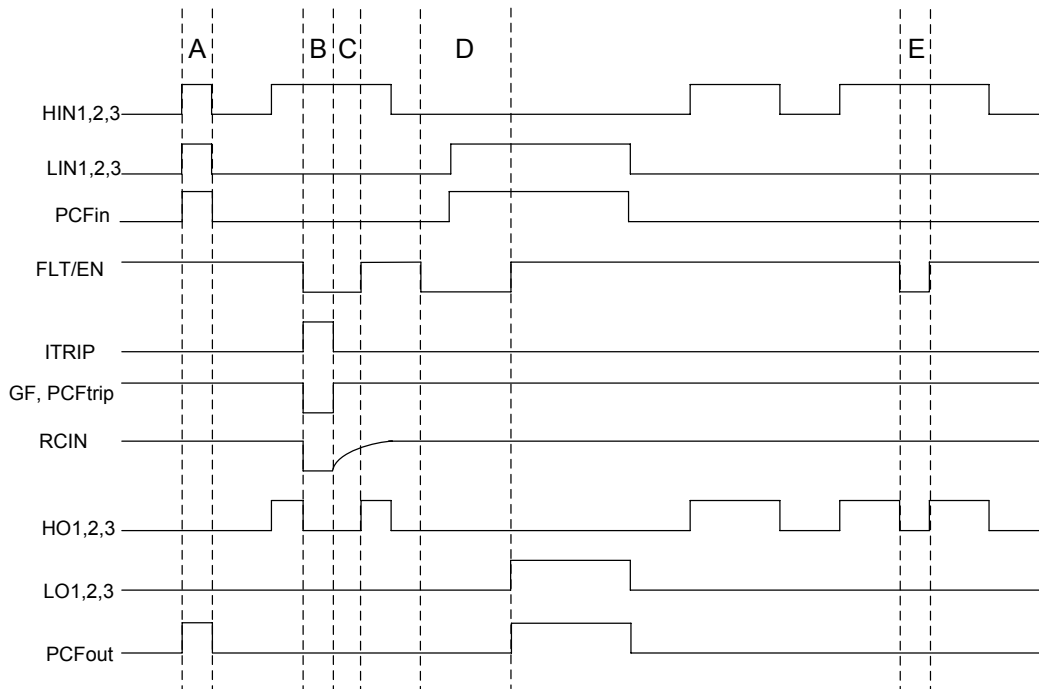 A B C D E
HIN1,2,3
LIN1,2,3
PCFin
FLT/EN
ITRIP
GF, PCFtrip
RCIN
HO1,2,3
LO1,2,3
PCFout